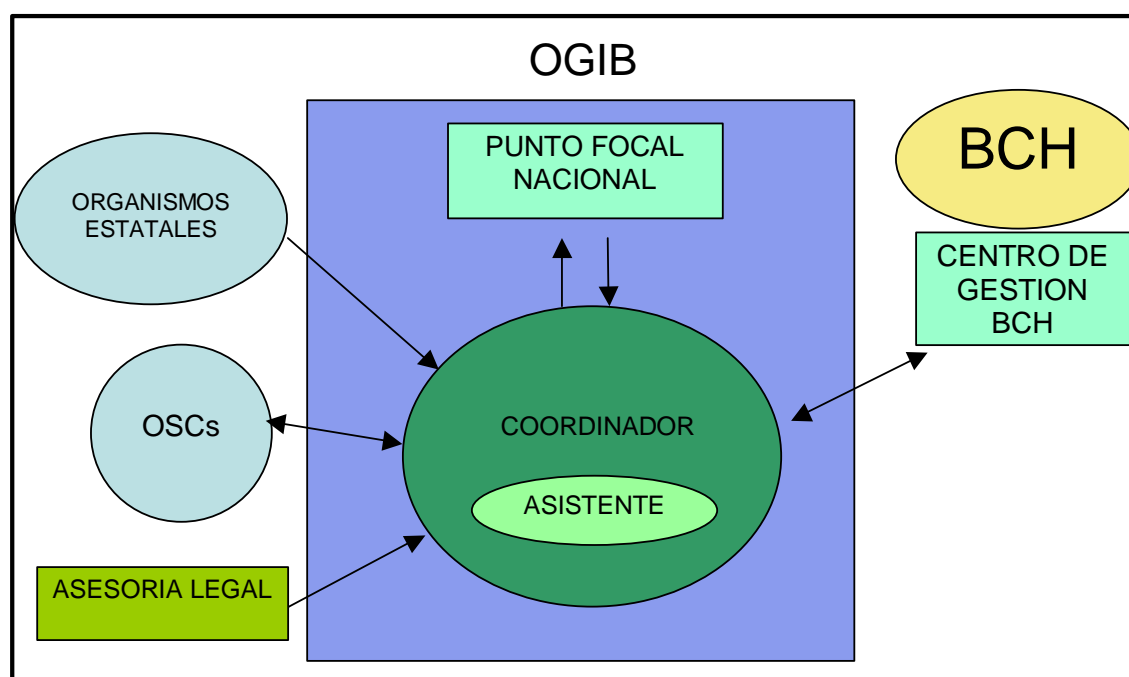 OGIB
ORGANISMOS
ESTATALES
PUNTO FOCAL
NACIONAL
BCH
CENTRO DE
GESTION
BCH
OSCs
COORDINADOR
ASISTENTE
ASESORIA LEGAL